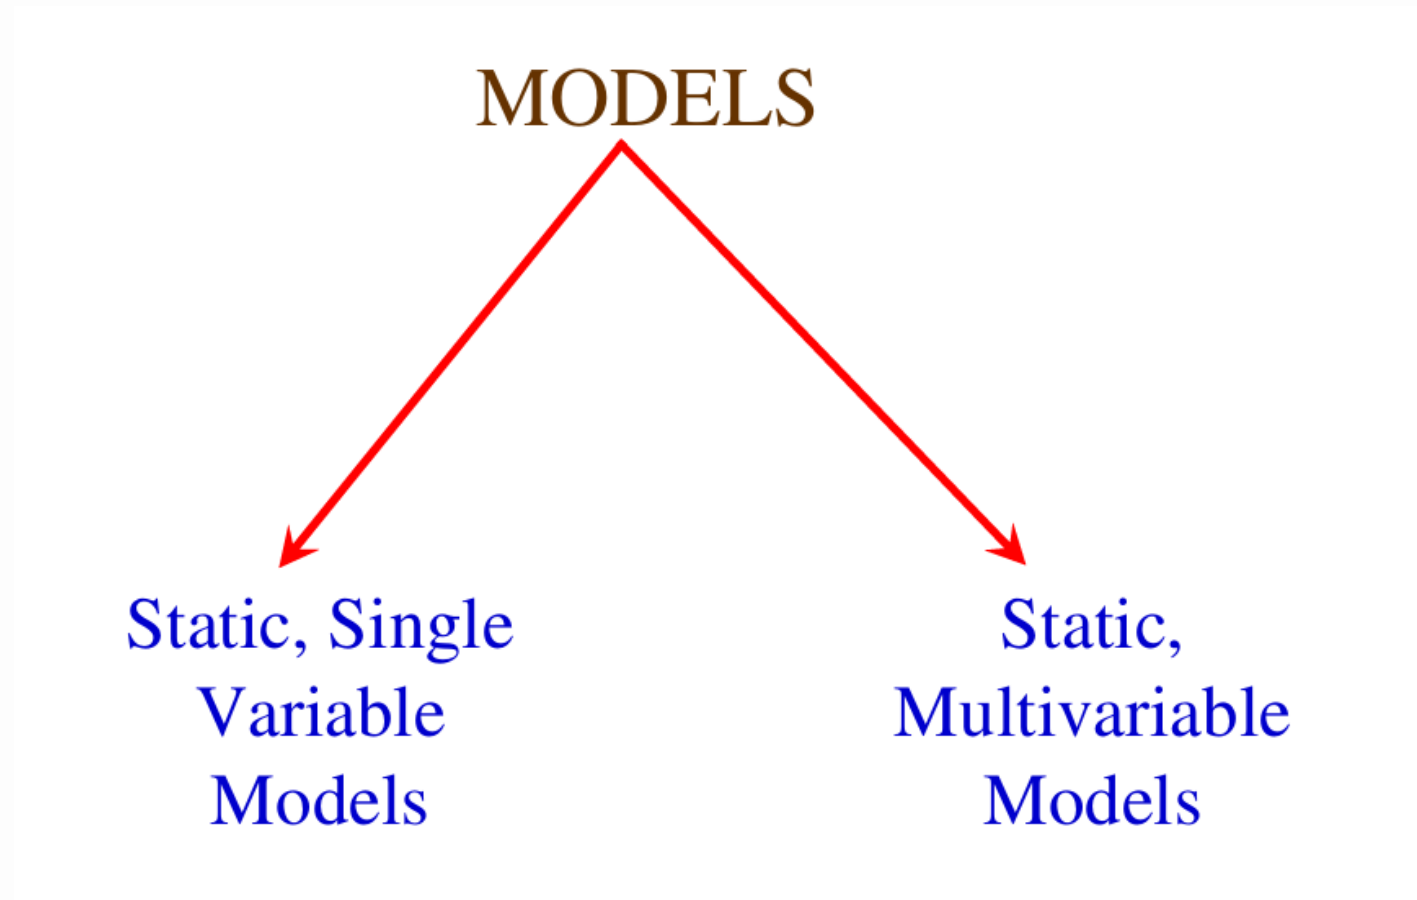 MODELS
Static, Single
Variable
Models
Static,
Multivariable
Models